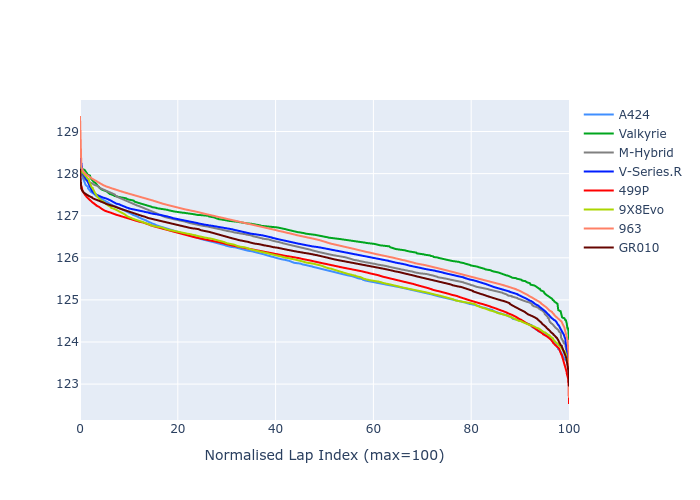 129
128
127
126
125
124
123
0 20 40 60 80 100
Normalised Lap Index (max=100)
A424
Valkyrie
M-Hybrid
V-Series.R
499P
9X8Evo
963
GR010